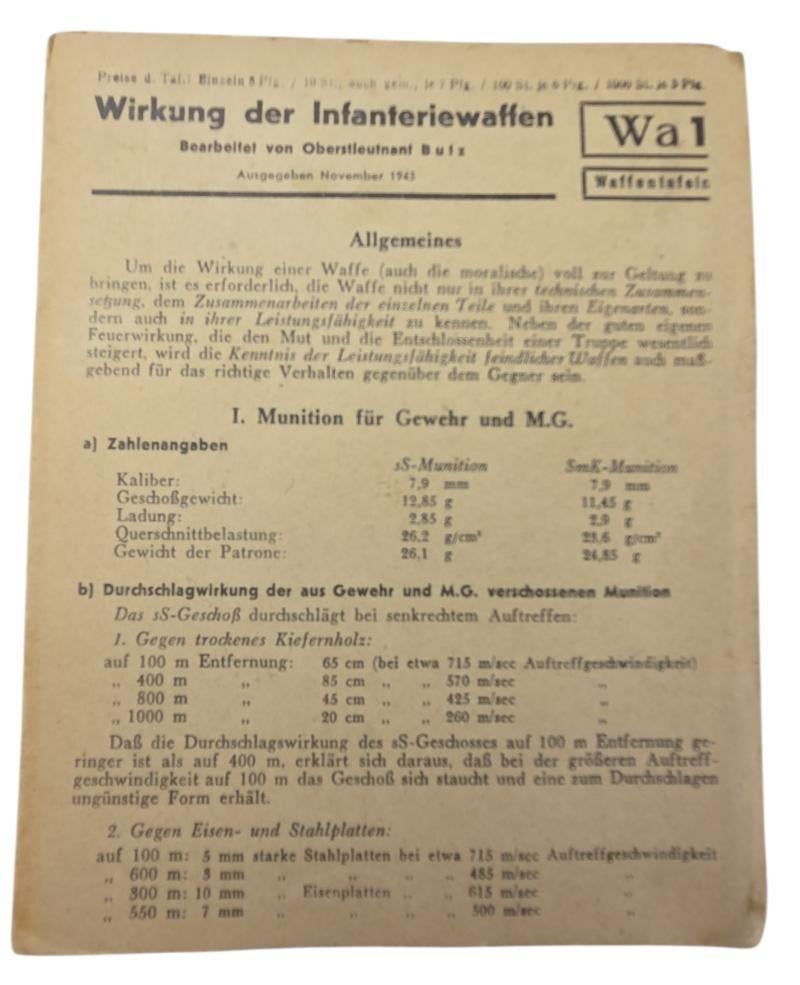 Preise d. Taf.: Einzeln 8 Pfg. / 10 St., auch gem., je 7 Pfg. / 100 St. je 6 Pfg. / 1000 St. je 5 Pfg.
Wirkung der Infanteriewaffen
Bearbeitet von Oberstleutnant Butz
Ausgegeben November 1943
Wa 1
Waffentafeln
Allgemeines
Um die Wirkung einer Waffe (auch die moralische) voll zur Geltung zu
bringen, ist es erforderlich, die Waffe nicht nur in ihrer technischen Zusammen-
setzung, dem Zusammenarbeiten der einzelnen Teile und ihren Eigenarten, son-
dern auch in ihrer Leistungsfähigkeit zu kennen. Neben der guten eigenen
Feuerwirkung, die den Mut und die Entschlossenheit einer Truppe wesentlich
steigert, wird die Kenntnis der Leistungsfähigkeit feindlicher Waffen auch maß-
gebend für das richtige Verhalten gegenüber dem Gegner sein.
I. Munition für Gewehr und M.G.
a) Zahlenangaben
sS-Munition SmK-Munition
Kaliber: 7,9 mm 7,9 mm
Geschoßgewicht: 12,85 g 11,45 g
Ladung: 2,85 g 2,9 g
Querschnittbelastung: 26,2 g/cm² 23,6 g/cm²
Gewicht der Patrone: 26,1 g 24,85 g
b) Durchschlagwirkung der aus Gewehr und M.G. verschossenen Munition
Das sS-Geschoß durchschlägt bei senkrechtem Auftreffen:
1. Gegen trockenes Kiefernholz:
auf 100 m Entfernung: 65 cm (bei etwa 715 m/sec Auftreffgeschwindigkeit)
„ 400 m „ 85 cm „ „ 570 m/sec „
„ 800 m „ 45 cm „ „ 425 m/sec „
„ 1000 m „ 20 cm „ „ 260 m/sec „
Daß die Durchschlagswirkung des sS-Geschosses auf 100 m Entfernung ge-
ringer ist als auf 400 m, erklärt sich daraus, daß bei der größeren Auftreff-
geschwindigkeit auf 100 m das Geschoß sich staucht und eine zum Durchschlagen
ungünstige Form erhält.
2. Gegen Eisen- und Stahlplatten:
auf 100 m: 5 mm starke Stahlplatten bei etwa 715 m/sec Auftreffgeschwindigkeit
„ 600 m: 3 mm „ „ „ „ 485 m/sec „
„ 300 m: 10 mm „ Eisenplatten „ „ 615 m/sec „
„ 550 m: 7 mm „ „ „ „ 500 m/sec „